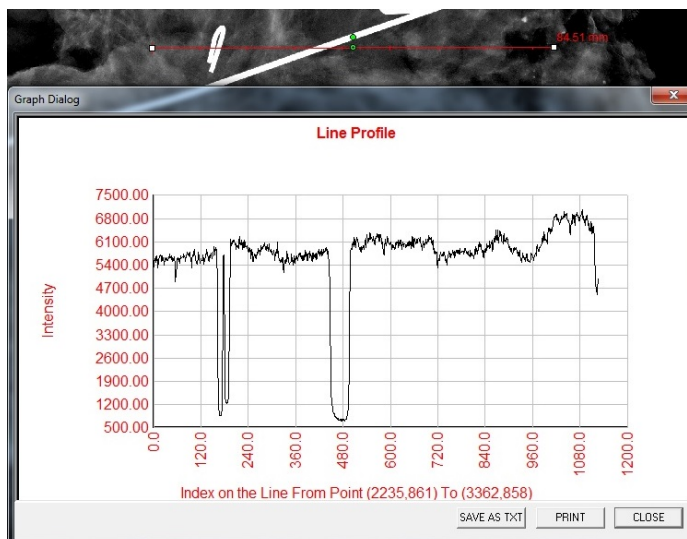 84.51 mm
Graph Dialog
x
Line Profile
7500.00
6800.00
6100.00
5400.00
4700.00
4000.00
3300.00
2600.00
1900.00
1200.00
500.00
Intensity
0.0
120.0
240.0
360.0
480.0
600.0
720.0
840.0
960.0
1080.0
1200.0
Index on the Line From Point (2235,861) To (3362,858)
SAVE AS TXT
PRINT
CLOSE